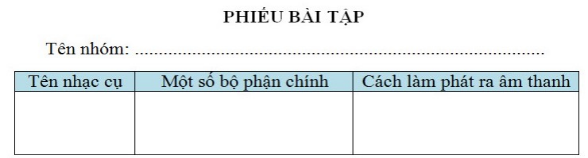 PHIẾU BÀI TẬP
Tên nhóm: ................................................................................
Tên nhạc cụ Một số bộ phận chính Cách làm phát ra âm thanh